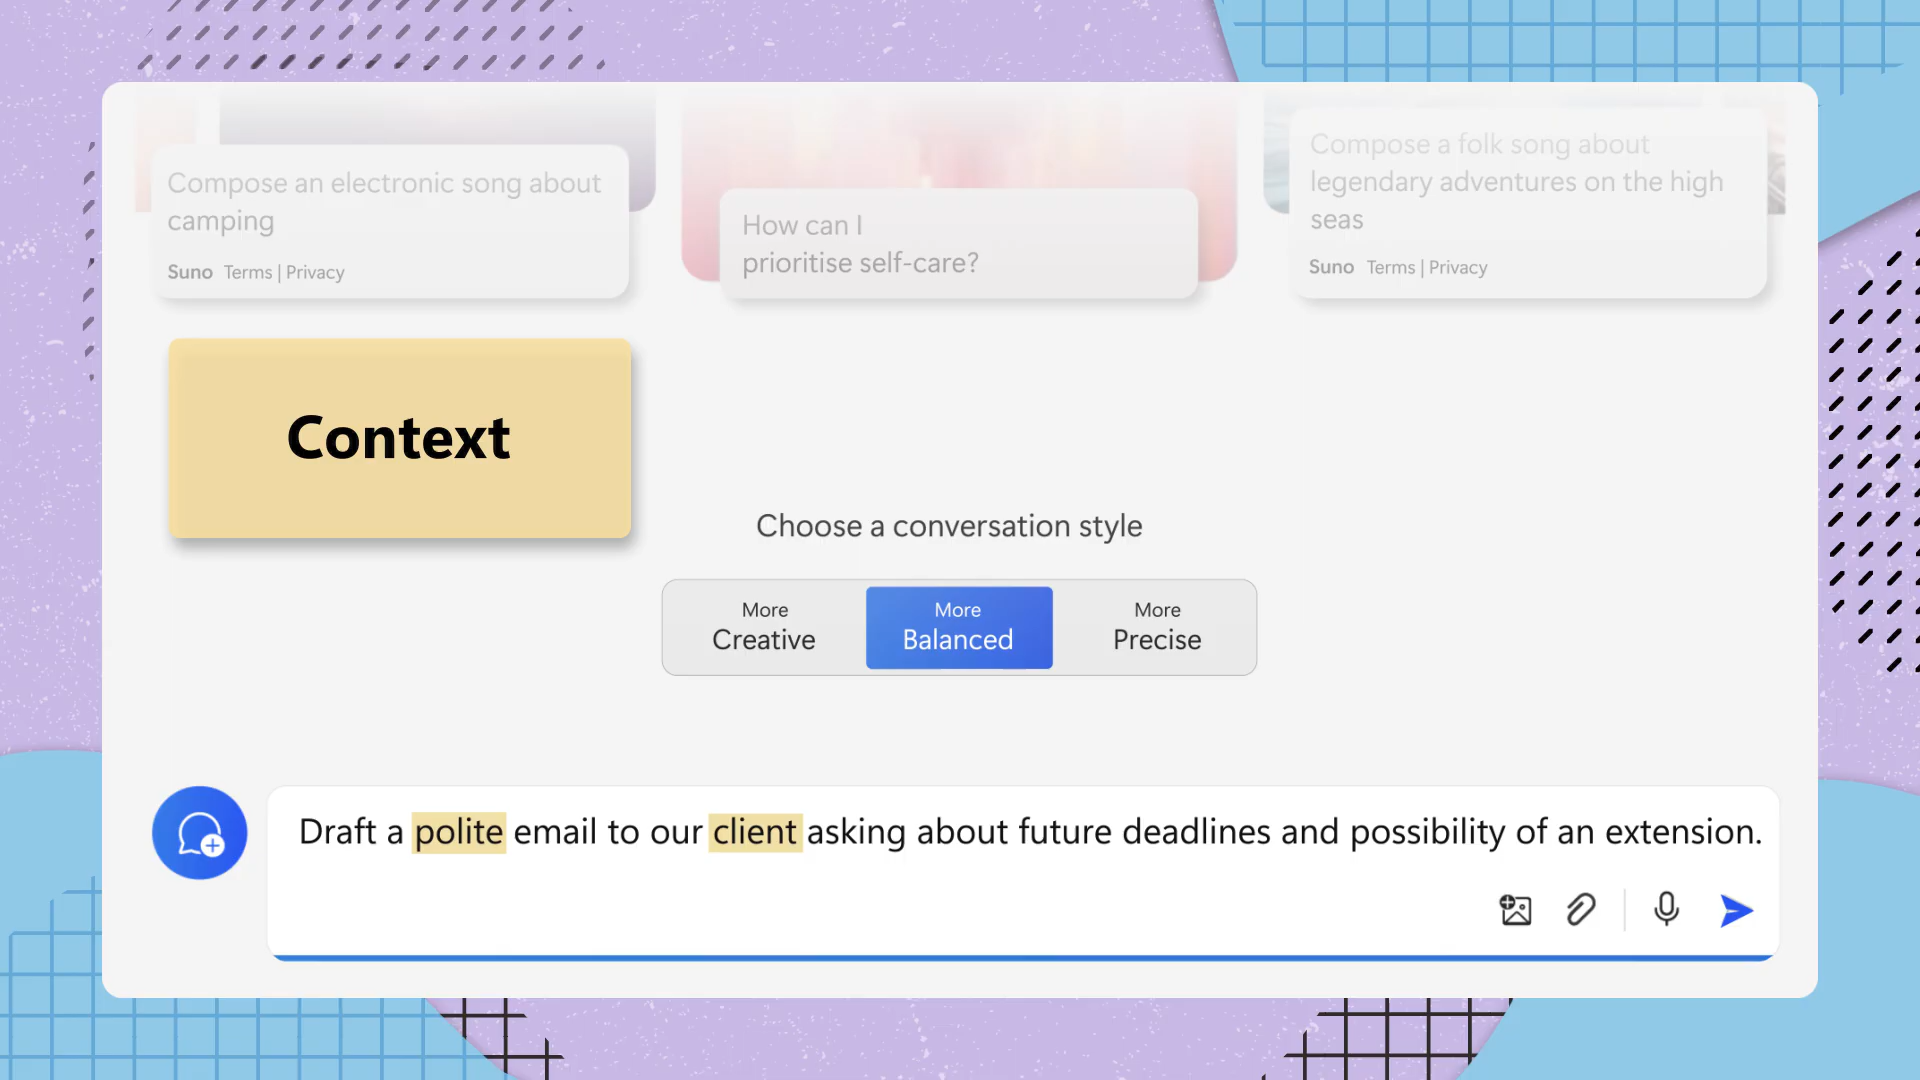 Compose an electronic song about
camping
Suno Terms | Privacy
How can I
prioritise self-care?
Compose a folk song about
legendary adventures on the high
seas
Suno Terms | Privacy
Context
Choose a conversation style
More
Creative
More
Balanced
More
Precise
Draft a polite email to our client asking about future deadlines and possibility of an extension.